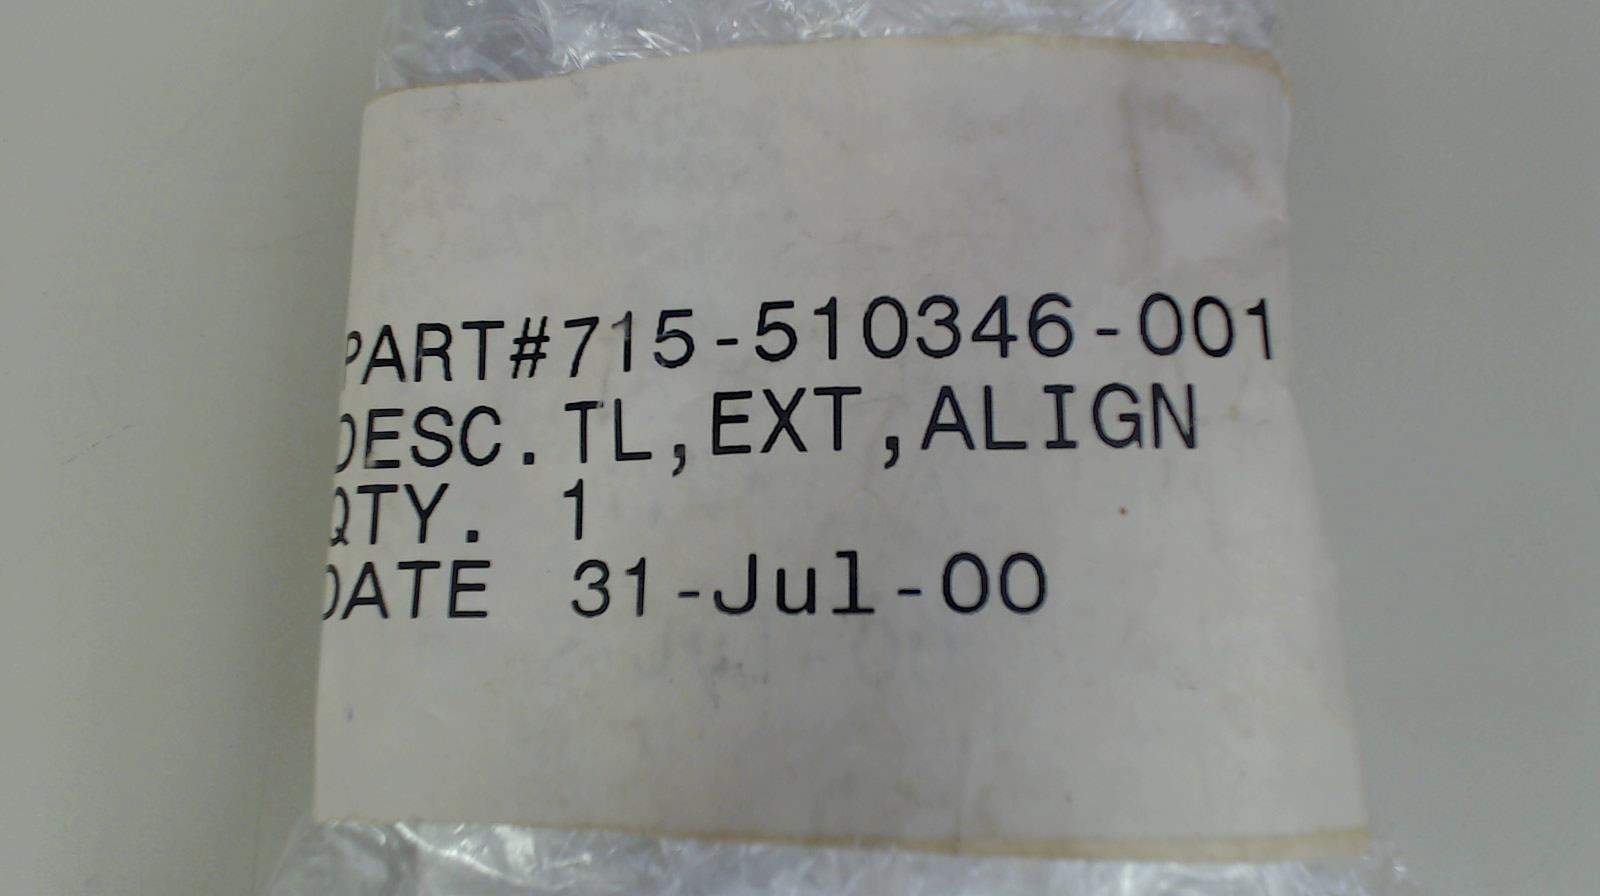 PART#715-510346-001
DESC.TL,EXT,ALIGN
QTY. 1
DATE 31-Jul-00